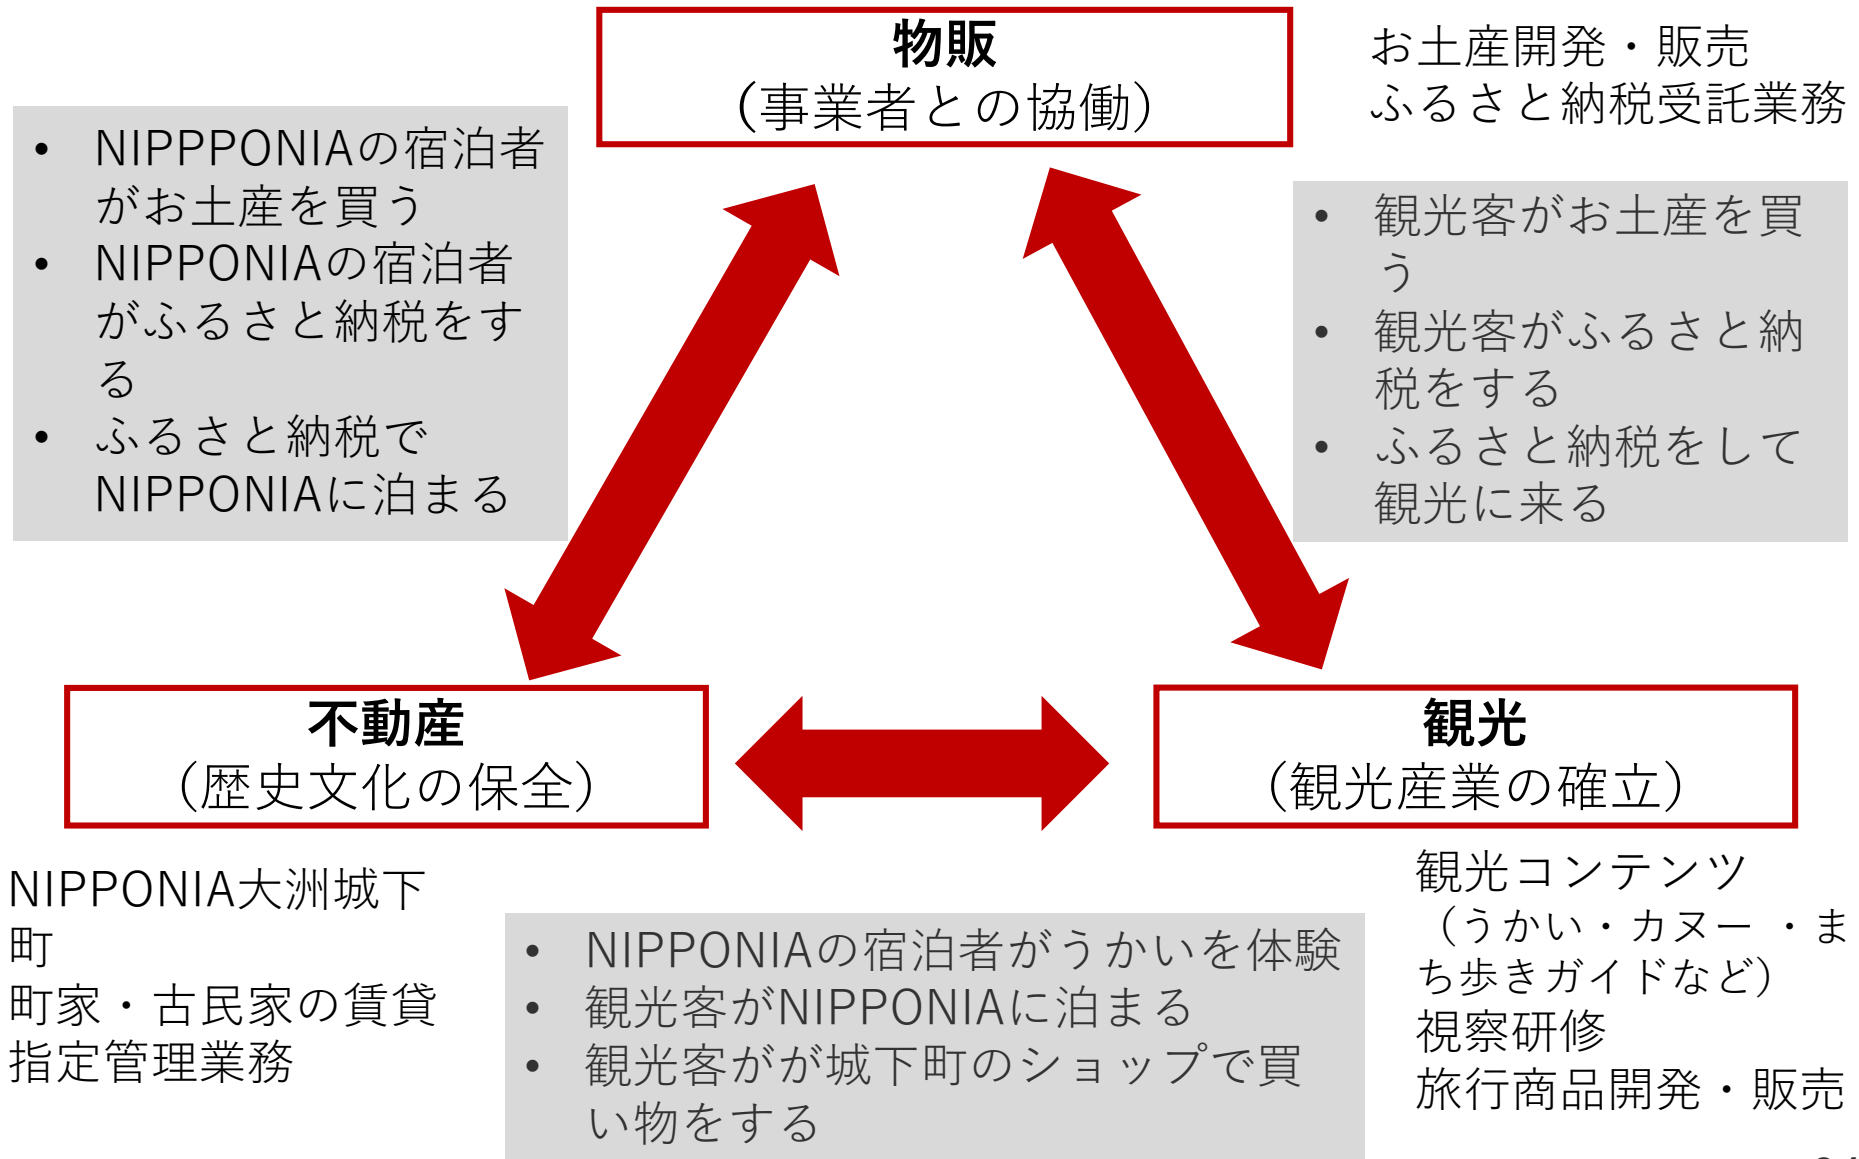 物販
（事業者との協働）
お土産開発・販売
ふるさと納税受託業務
• NIPPPONIAの宿泊者
がお土産を買う
• NIPPONIAの宿泊者
がふるさと納税をす
る
• ふるさと納税で
NIPPONIAに泊まる
• 観光客がお土産を買
う
• 観光客がふるさと納
税をする
• ふるさと納税をして
観光に来る
不動産
（歴史文化の保全）
観光
（観光産業の確立）
NIPPONIA大洲城下
町
町家・古民家の賃貸
指定管理業務
• NIPPONIAの宿泊者がうかいを体験
• 観光客がNIPPONIAに泊まる
• 観光客がが城下町のショップで買
い物をする
観光コンテンツ
（うかい・カヌー ・ま
ち歩きガイドなど）
視察研修
旅行商品開発・販売